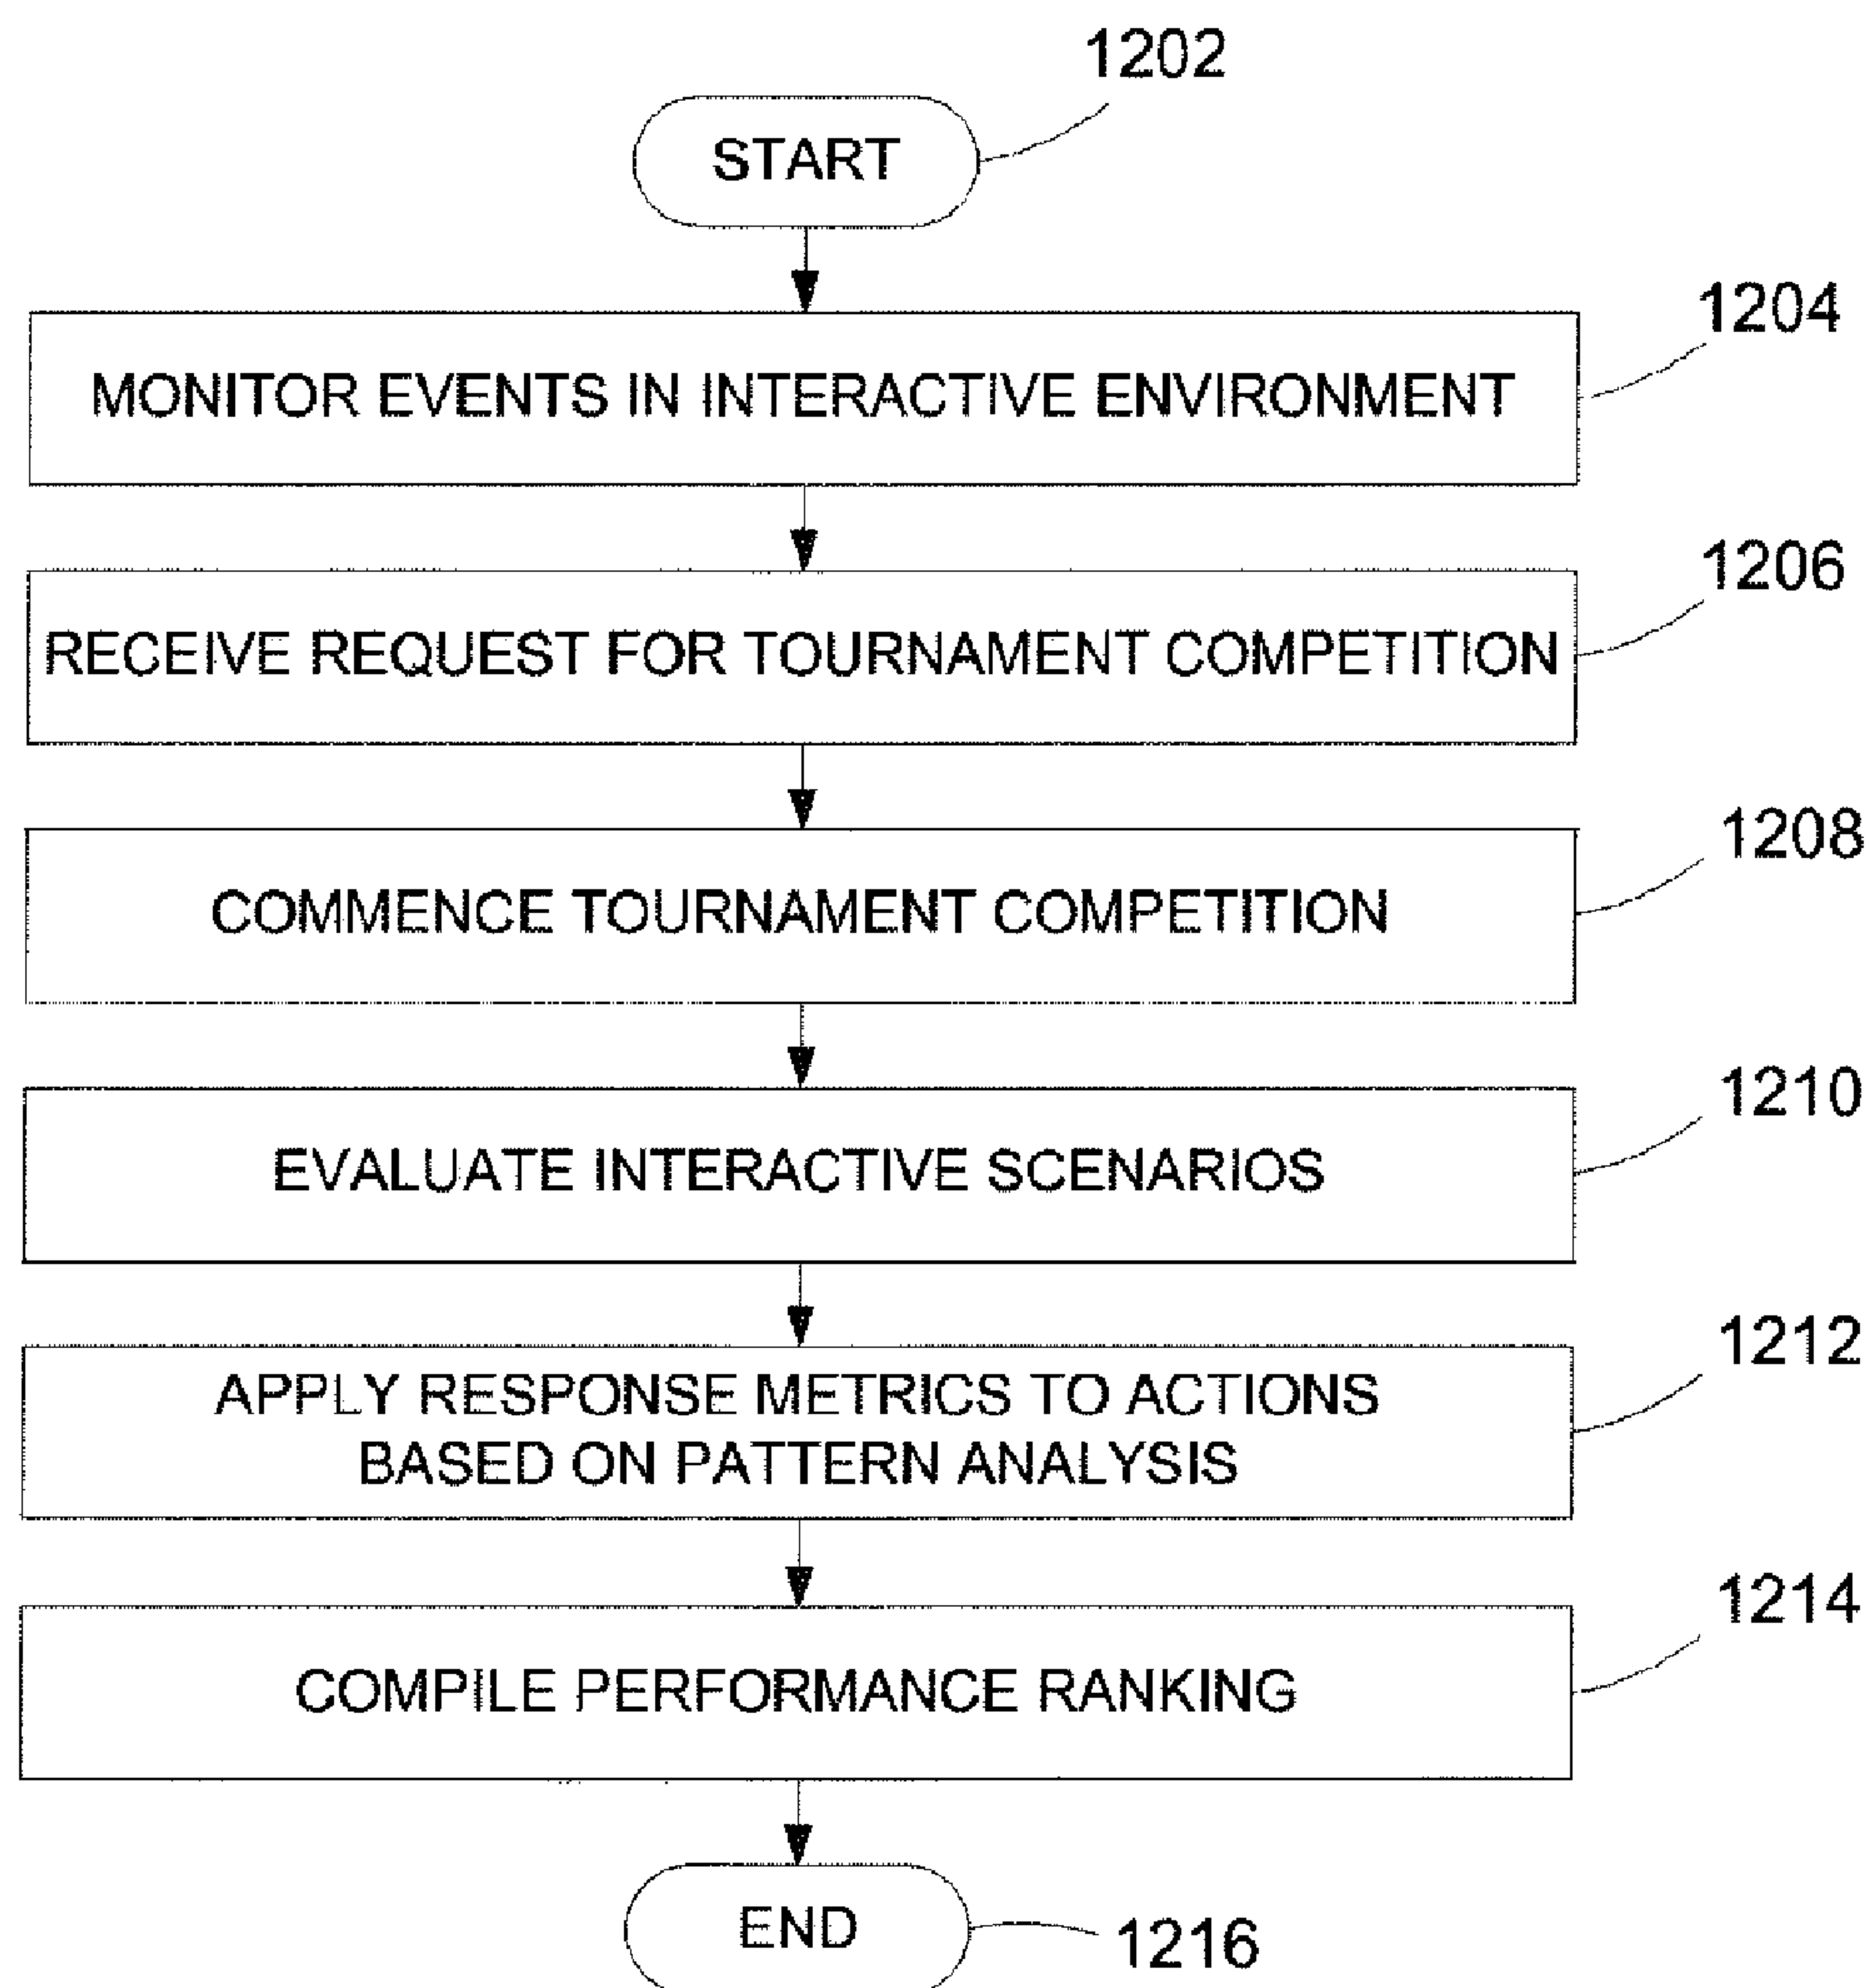 1202
START
1204
MONITOR EVENTS IN INTERACTIVE ENVIRONMENT
1206
RECEIVE REQUEST FOR TOURNAMENT COMPETITION
1208
COMMENCE TOURNAMENT COMPETITION
1210
EVALUATE INTERACTIVE SCENARIOS
1212
APPLY RESPONSE METRICS TO ACTIONS
BASED ON PATTERN ANALYSIS
1214
COMPILE PERFORMANCE RANKING
END
1216